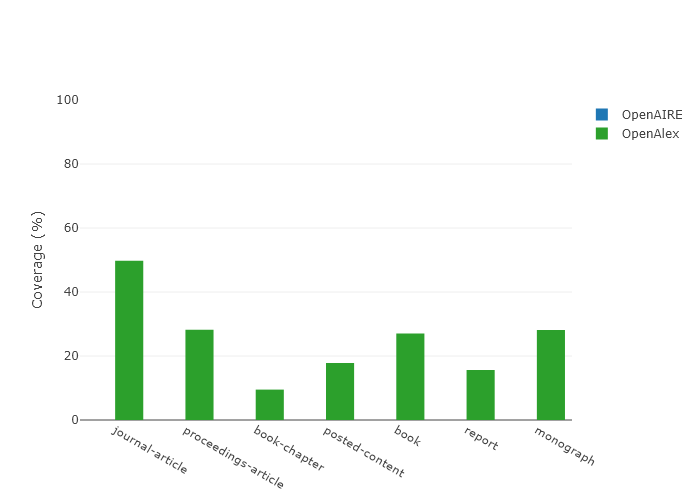 100
80
60
40
20
0
Coverage (%)
journal-article
proceedings-article
book-chapter
posted-content
book
report
monograph
OpenAIRE
OpenAlex